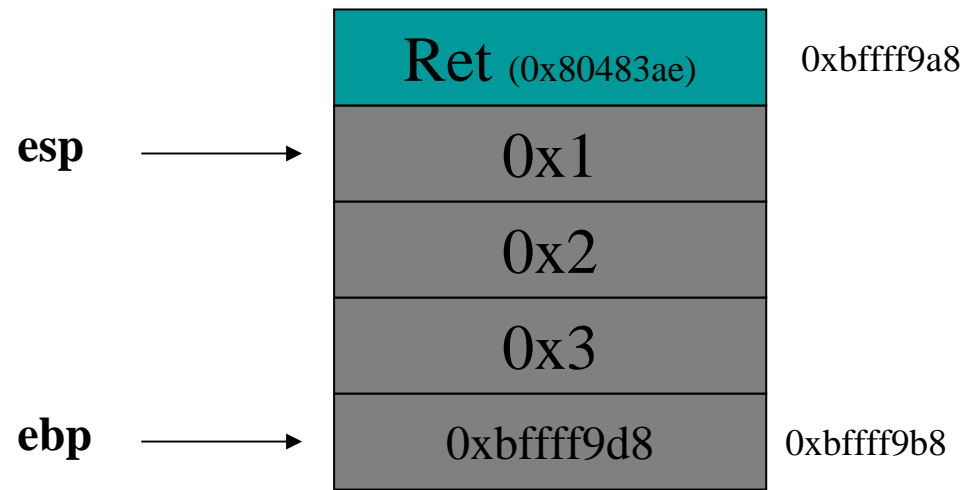 Ret (0x80483ae) 0xbffff9a8
esp 0x1
0x2
0x3
ebp 0xbffff9d8 0xbffff9b8